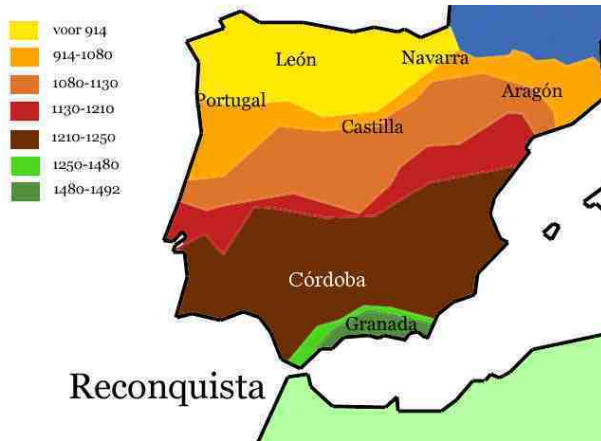 voor 914
914-1080
1080-1130
1130-1210
1210-1250
1250-1480
1480-1492
León
Navarra
Aragón
Portugal
Castilla
Córdoba
Granada
Reconquista